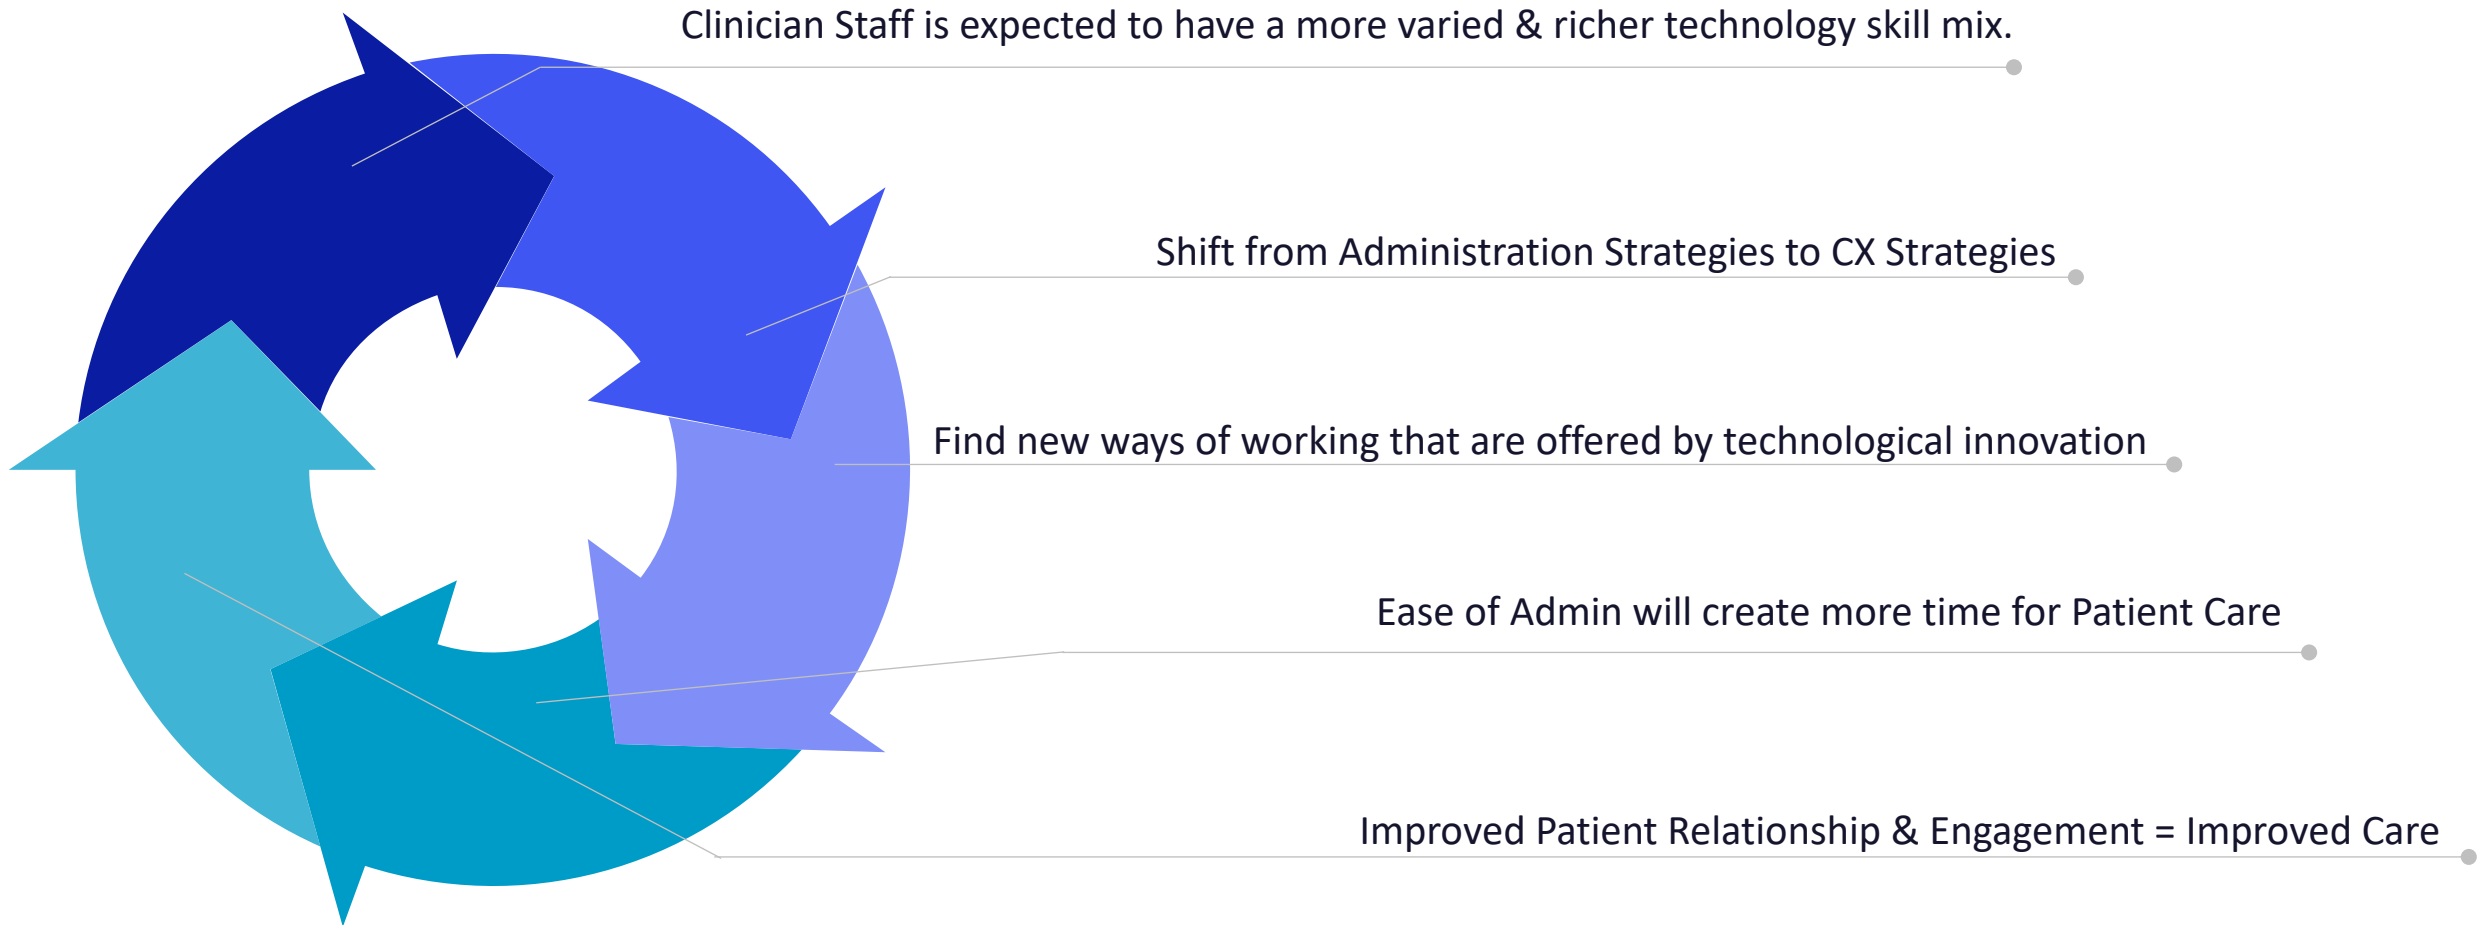 Clinician Staff is expected to have a more varied & richer technology skill mix.
Shift from Administration Strategies to CX Strategies
Find new ways of working that are offered by technological innovation
Ease of Admin will create more time for Patient Care
Improved Patient Relationship & Engagement = Improved Care